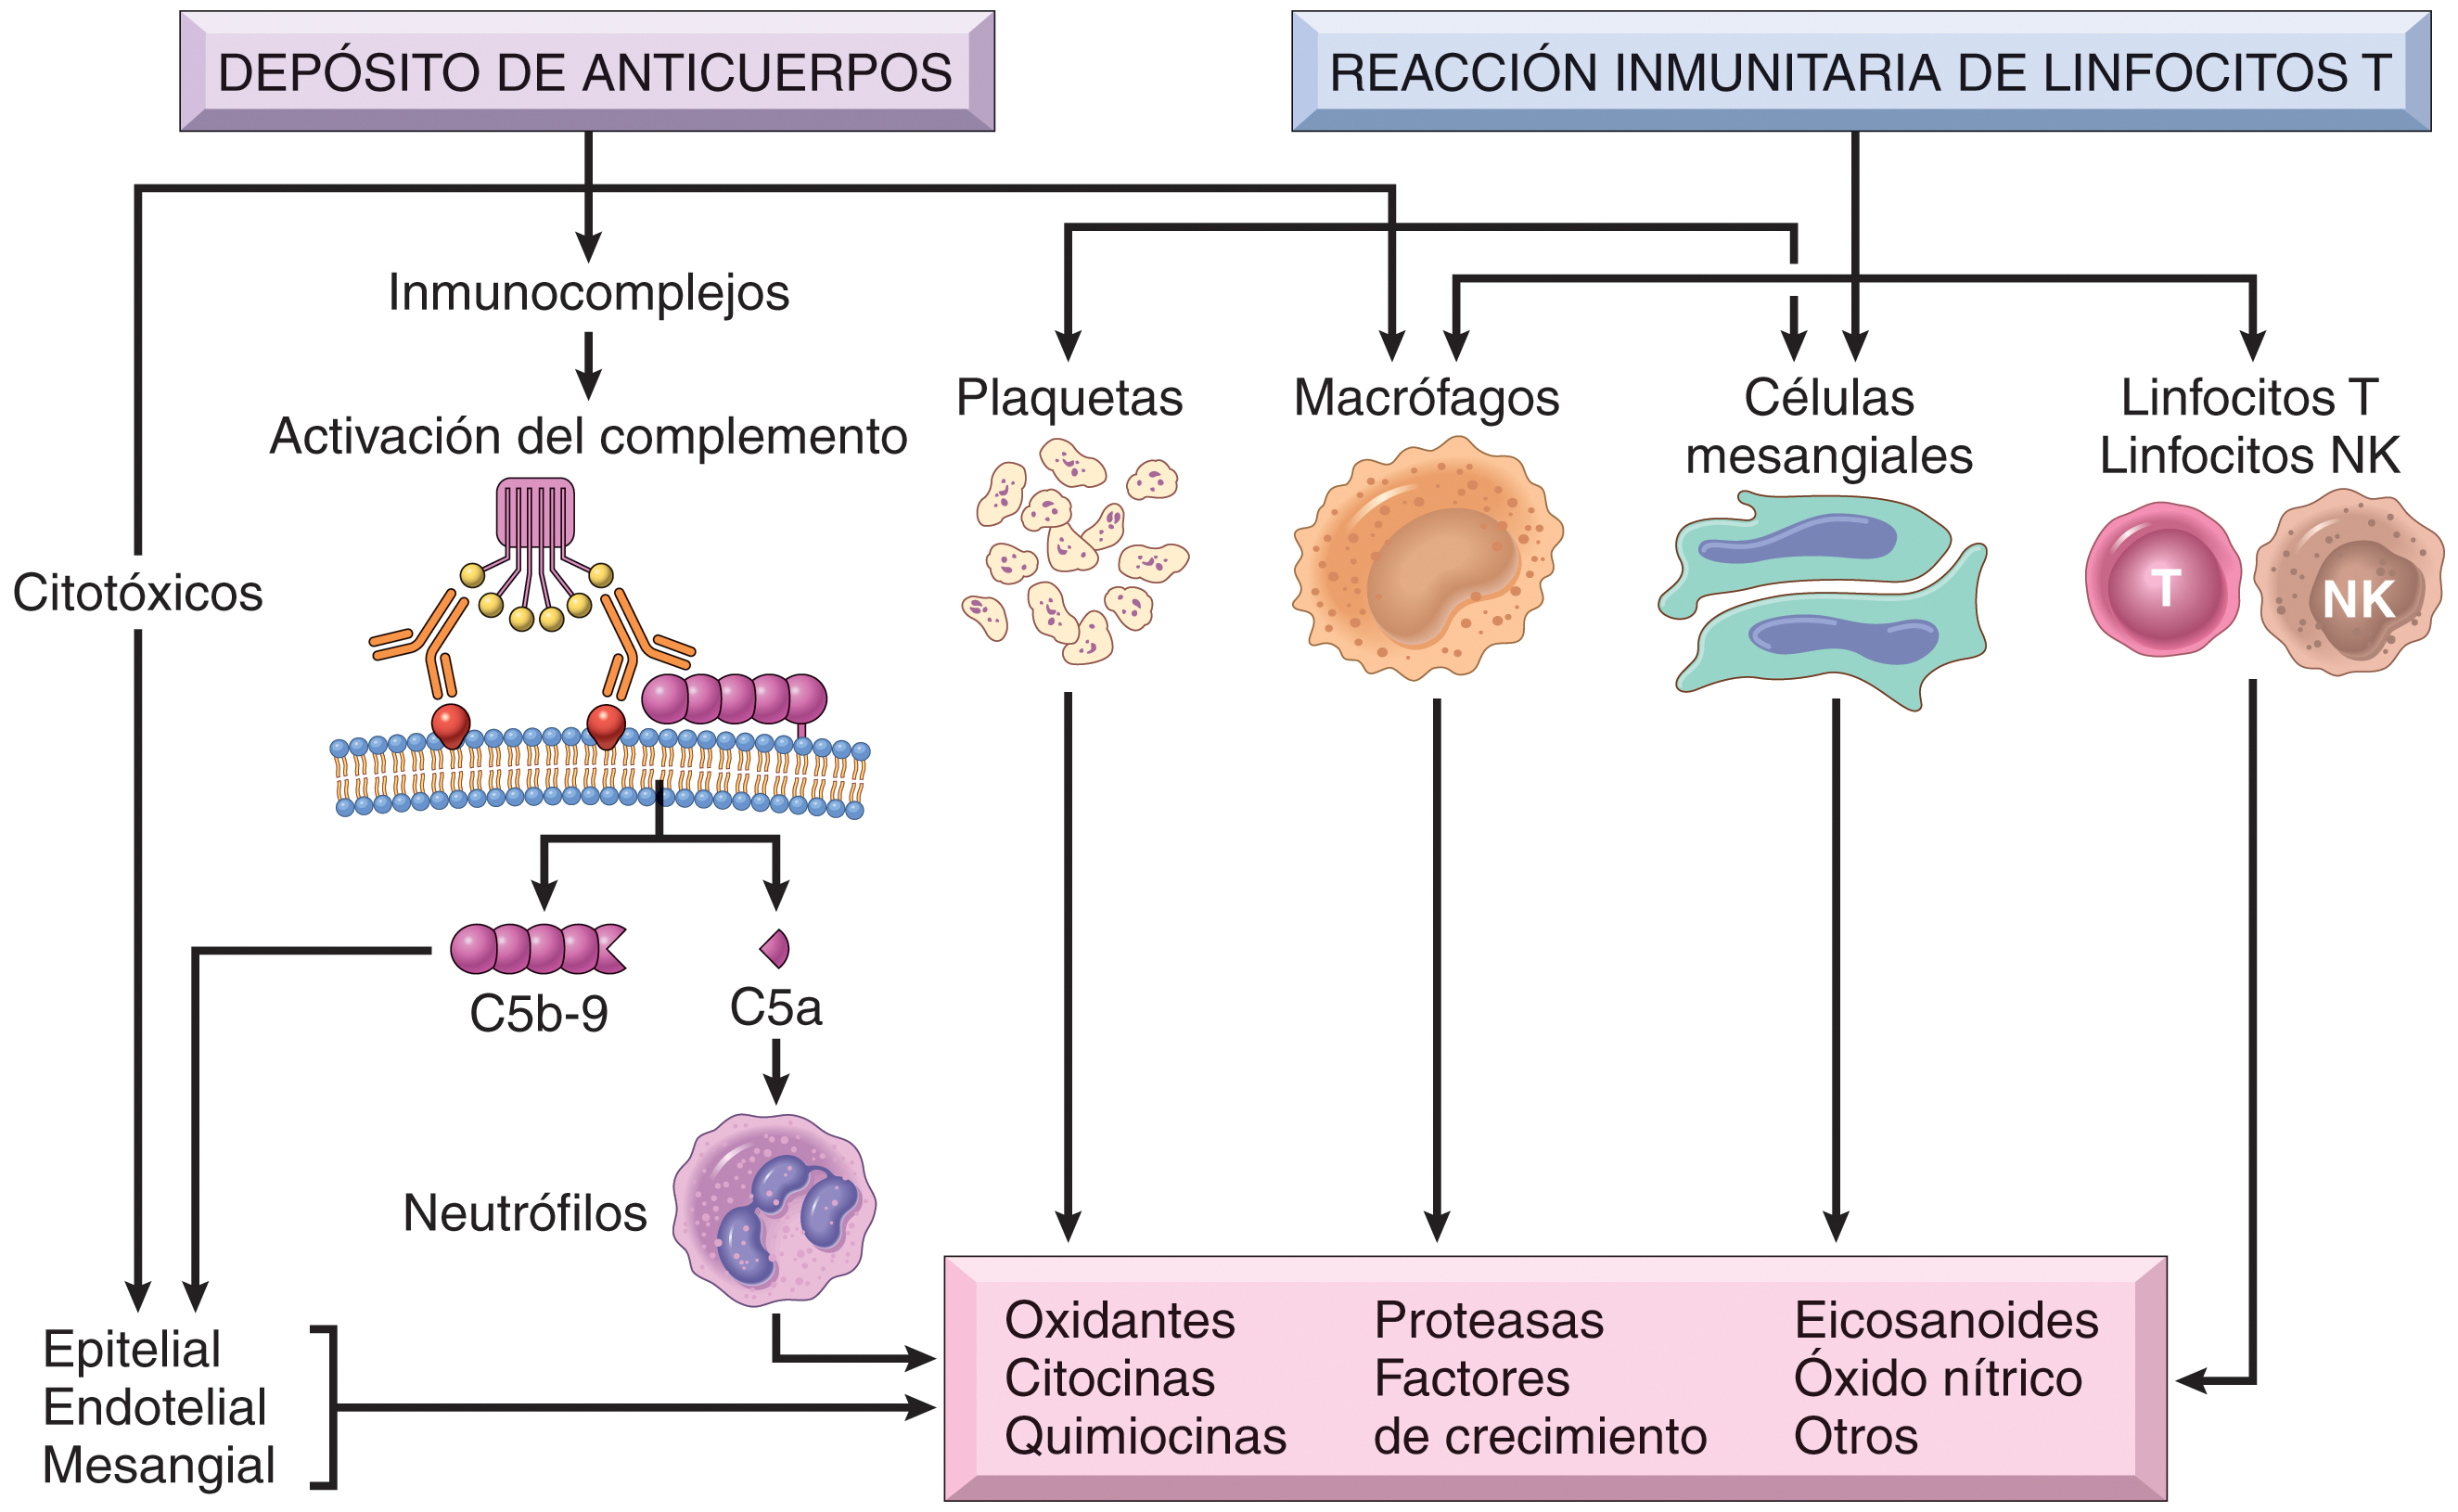 DEPÓSITO DE ANTICUERPOS
REACCIÓN INMUNITARIA DE LINFOCITOS T
Inmunocomplejos
Activación del complemento
Citotóxicos
Plaquetas
Macrófagos
Células
mesangiales
Linfocitos T
Linfocitos NK
T
NK
C5b-9
C5a
Neutrófilos
Epitelial
Endotelial
Mesangial
Oxidantes
Citocinas
Quimiocinas
Proteasas
Factores
de crecimiento
Eicosanoides
Óxido nítrico
Otros